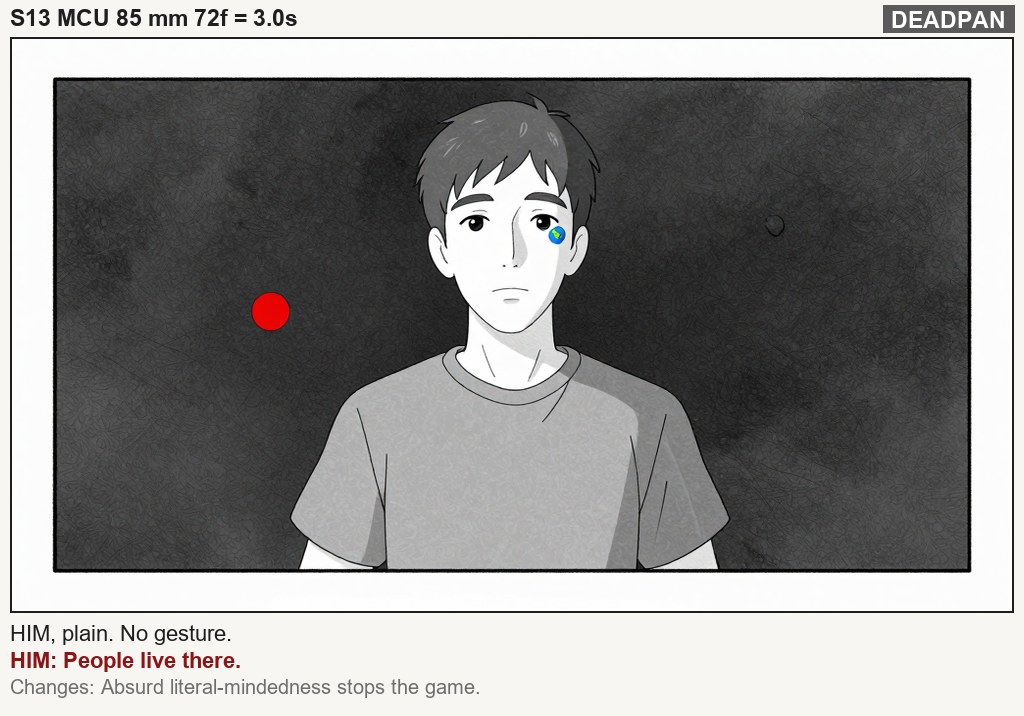 S13 MCU 85 mm 72f = 3.0s
DEADPAN
HIM, plain. No gesture.
HIM: People live there.
Changes: Absurd literal-mindedness stops the game.